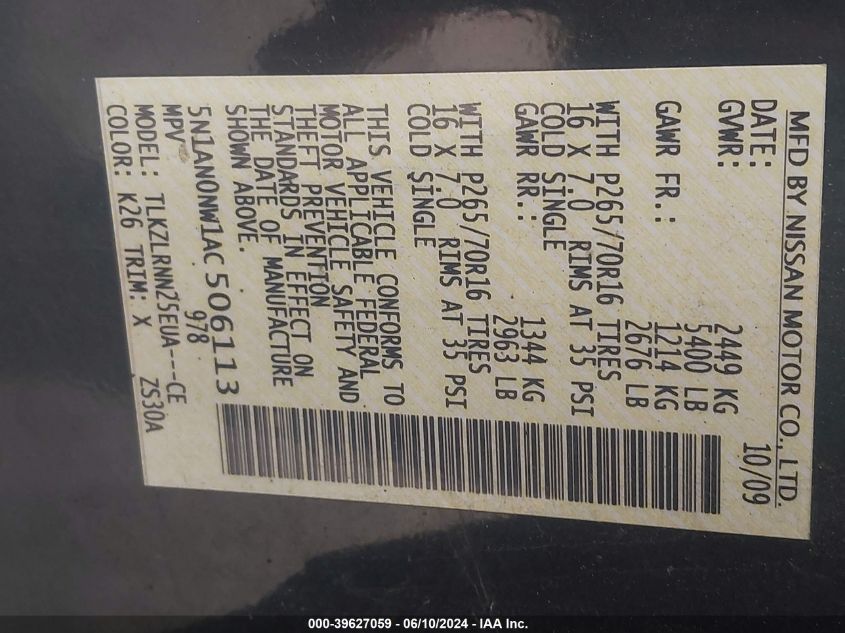 MFD BY NISSAN MOTOR CO., LTD.
DATE: 10/09
GVWR: 2449 KG
5400 LB
GAWR FR.: 1214 KG
2676 LB
WITH P265/70R16 TIRES
16 X 7.0 RIMS AT 35 PSI
COLD SINGLE
GAWR RR.: 1344 KG
2963 LB
WITH P265/70R16 TIRES
16 X 7.0 RIMS AT 35 PSI
COLD SINGLE
THIS VEHICLE CONFORMS TO
ALL APPLICABLE FEDERAL
MOTOR VEHICLE SAFETY AND
THEFT PREVENTION
STANDARDS IN EFFECT ON
THE DATE OF MANUFACTURE
SHOWN ABOVE.
5N1AN0NW1AC506113
MPV 978
MODEL: TLKZLRNN25EUA---CE
COLOR: K26 TRIM: X ZS30A
000-39627059 - 06/10/2024 - IAA Inc.